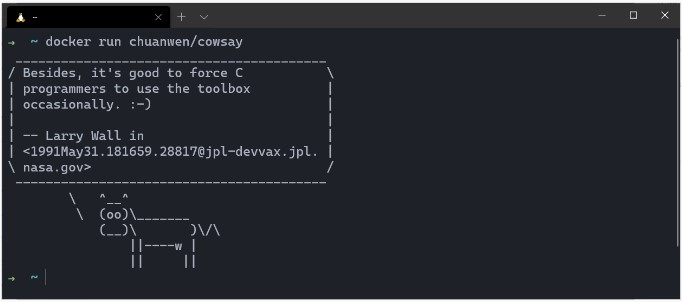 ~
→ ~ docker run chuanwen/cowsay
 _________________________________________
/ Besides, it's good to force C           \
| programmers to use the toolbox          |
| occasionally. :-)                       |
|                                         |
| -- Larry Wall in                        |
| <1991May31.181659.28817@jpl-devvax.jpl. |
\ nasa.gov>                               /
 -----------------------------------------
        \   ^__^
         \  (oo)\_______
            (__)\       )\/\
                ||----w |
                ||     ||
→ ~